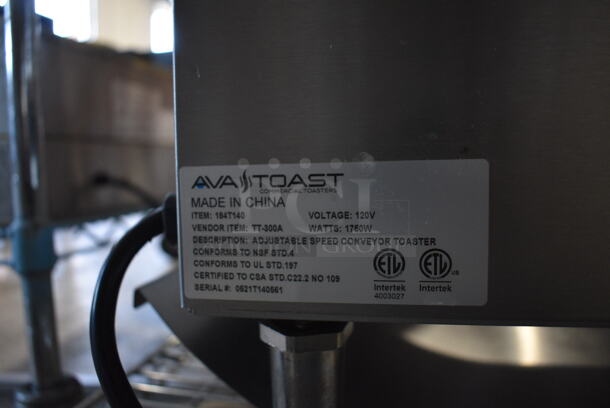 AVATOAST
COMMERCIAL TOASTERS
MADE IN CHINA
ITEM: 184T140 VOLTAGE: 120V
VENDOR ITEM: TT-300A WATTS: 1750W
DESCRIPTION: ADJUSTABLE SPEED CONVEYOR TOASTER
CONFORMS TO NSF STD.4
CONFORMS TO UL STD.197
CERTIFIED TO CSA STD.C22.2 NO 109
SERIAL #: 0521T140561
ETL ETL us
Intertek Intertek
4003027